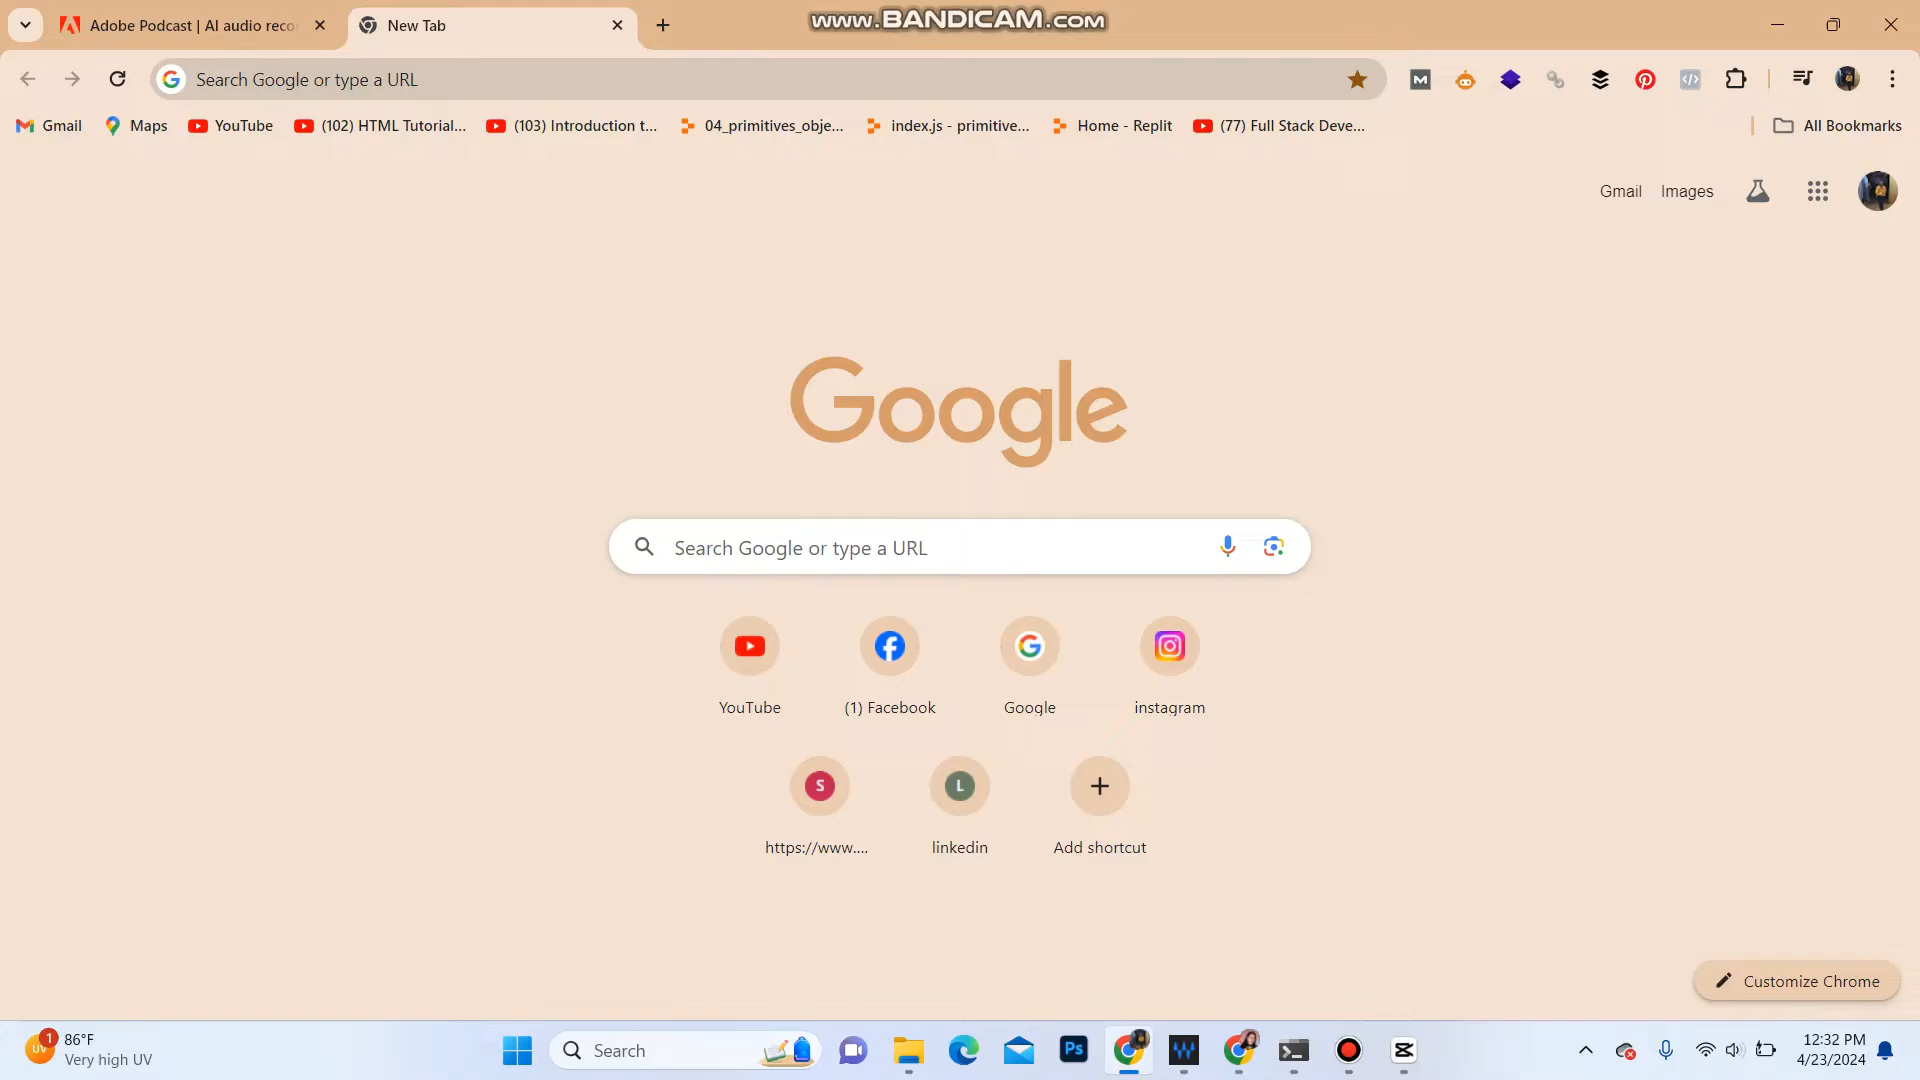 Adobe Podcast | AI audio reco
New Tab
www.BANDICAM.com
Search Google or type a URL
Gmail
Maps
YouTube
(102) HTML Tutorial...
(103) Introduction t...
04_primitives_obje...
index.js - primitive...
Home - Replit
(77) Full Stack Deve...
All Bookmarks
Gmail
Images
Google
Search Google or type a URL
YouTube
(1) Facebook
Google
instagram
S
L
https://www....
linkedin
Add shortcut
Customize Chrome
UV
1
86°F
Very high UV
Search
Ps
12:32 PM
4/23/2024